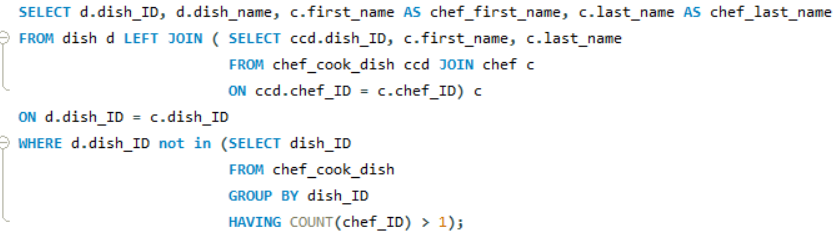 SELECT d.dish_ID, d.dish_name, c.first_name AS chef_first_name, c.last_name AS chef_last_name
FROM dish d LEFT JOIN ( SELECT ccd.dish_ID, c.first_name, c.last_name
FROM chef_cook_dish ccd JOIN chef c
ON ccd.chef_ID = c.chef_ID) c
ON d.dish_ID = c.dish_ID
WHERE d.dish_ID not in (SELECT dish_ID
FROM chef_cook_dish
GROUP BY dish_ID
HAVING COUNT(chef_ID) > 1);